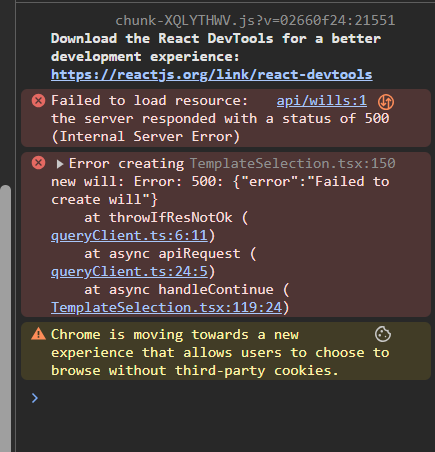 chunk-XQLYTHWV.js?v=02660f24:21551
Download the React DevTools for a better
development experience:
https://reactjs.org/link/react-devtools
Failed to load resource: api/wills:1
the server responded with a status of 500
(Internal Server Error)
Error creating TemplateSelection.tsx:150
new will: Error: 500: {"error":"Failed to
create will"}
at throwIfResNotOk (
queryClient.ts:6:11)
at async apiRequest (
queryClient.ts:24:5)
at async handleContinue (
TemplateSelection.tsx:119:24)
Chrome is moving towards a new
experience that allows users to choose to
browse without third-party cookies.